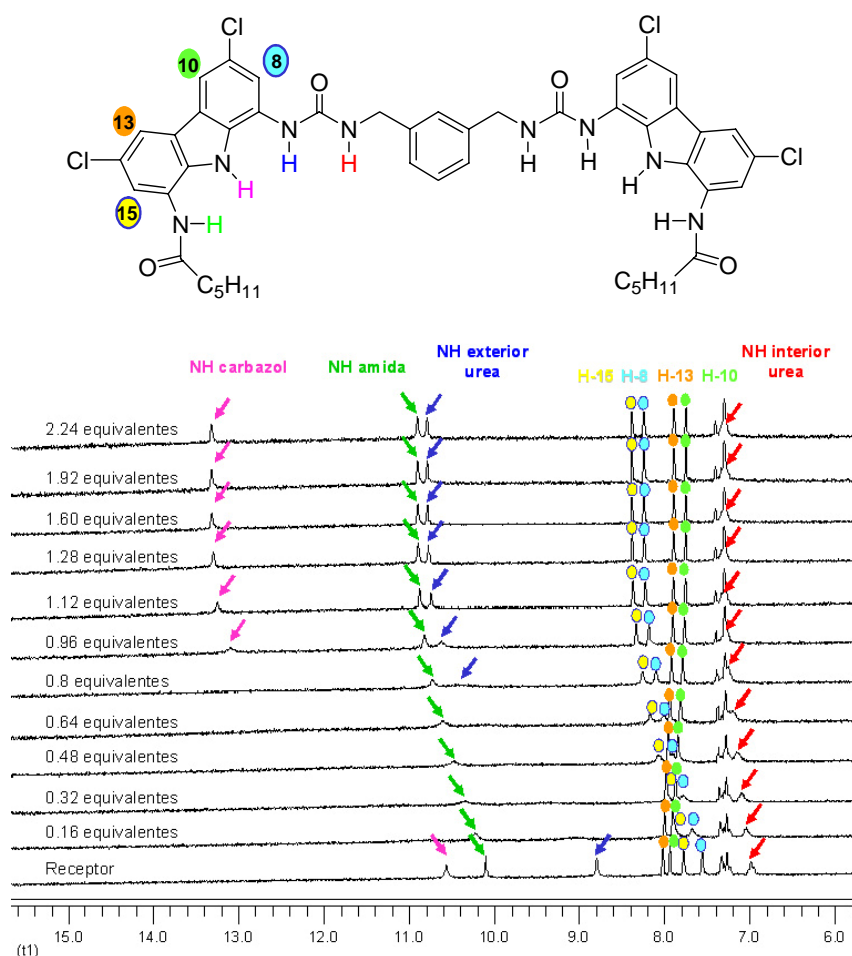 Cl
Cl
10
8
O
O
13
N
N
N
N
H
H
H
H
Cl
N
N
Cl
H
H
15
N
H
H
N
O
O
C5H11
C5H11
NH carbazol
NH amida
NH exterior
urea
H-15
H-8
H-13
H-10
NH interior
urea
2.24 equivalentes
1.92 equivalentes
1.60 equivalentes
1.28 equivalentes
1.12 equivalentes
0.96 equivalentes
0.8 equivalentes
0.64 equivalentes
0.48 equivalentes
0.32 equivalentes
0.16 equivalentes
Receptor
15.0 14.0 13.0 12.0 11.0 10.0 9.0 8.0 7.0 6.0
(t1)